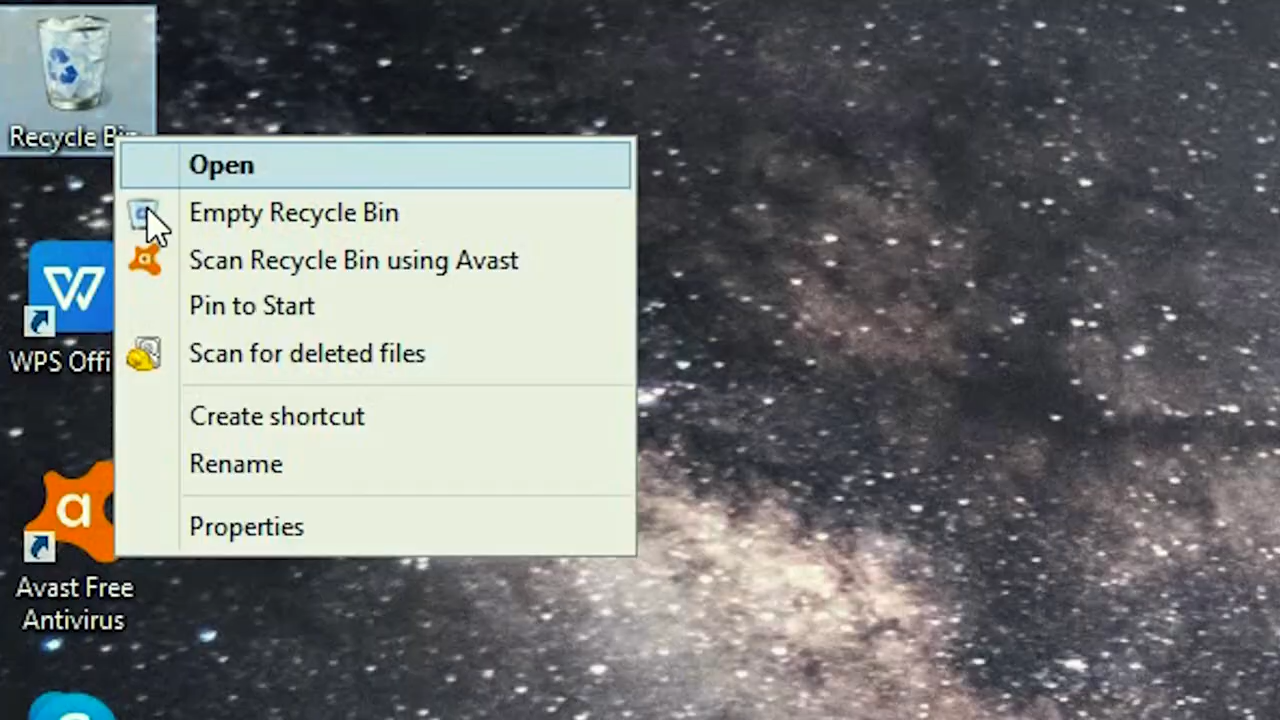 Recycle Bin
Open
Empty Recycle Bin
Scan Recycle Bin using Avast
Pin to Start
Scan for deleted files
WPS Offi
Create shortcut
Rename
Properties
Avast Free
Antivirus